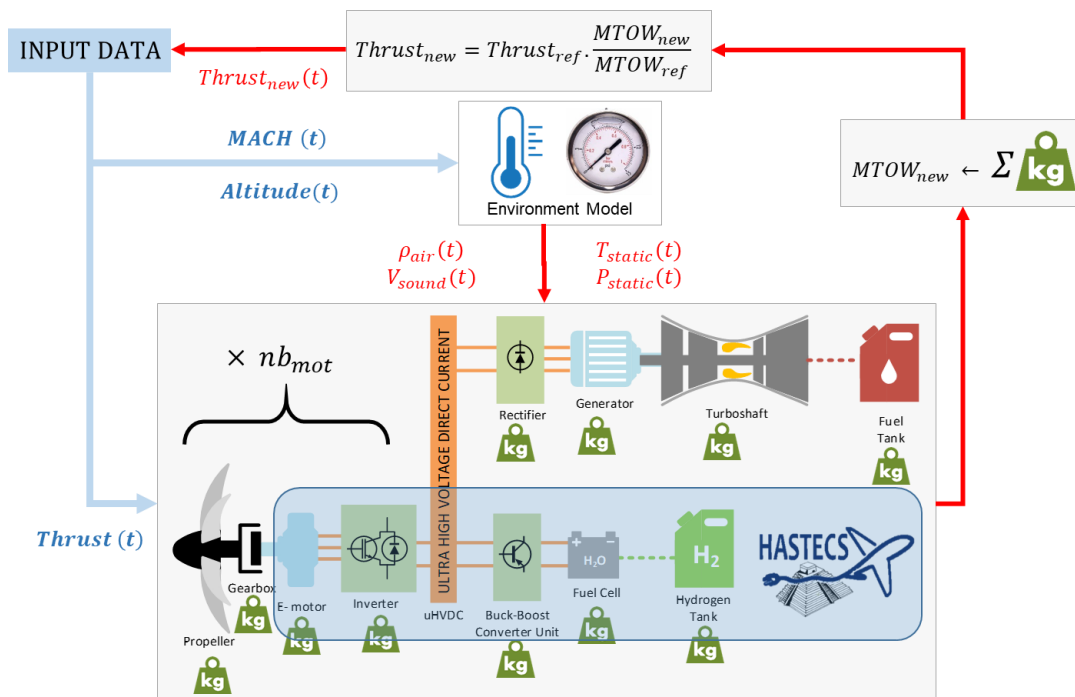 INPUT DATA
Thrust_new = Thrust_ref . MTOW_new / MTOW_ref
Thrust_new(t)
MACH (t)
Altitude(t)
Environment Model
MTOW_new ← Σ kg
ρ_air(t)
V_sound(t)
T_static(t)
P_static(t)
× nb_mot
ULTRA HIGH VOLTAGE DIRECT CURRENT
Rectifier
kg
Generator
kg
Turboshaft
kg
Fuel
Tank
kg
Thrust (t)
Propeller
kg
Gearbox
kg
E- motor
kg
Inverter
kg
uHVDC
Buck-Boost
Converter Unit
kg
+ −
H₂O
Fuel Cell
kg
H₂
Hydrogen
Tank
kg
HASTECS